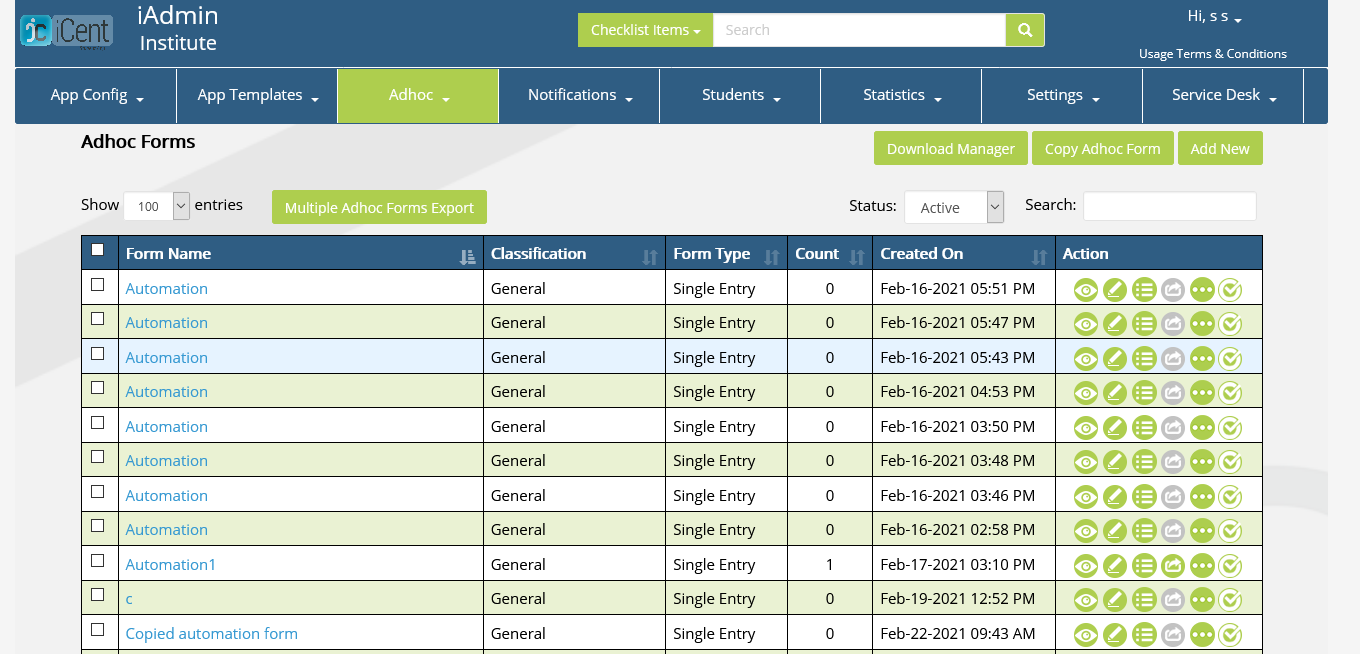 jc iCent
iAdmin
Institute
Checklist Items
Search
Hi, s s
Usage Terms & Conditions
App Config
App Templates
Adhoc
Notifications
Students
Statistics
Settings
Service Desk
Adhoc Forms
Download Manager
Copy Adhoc Form
Add New
Show 100 entries
Multiple Adhoc Forms Export
Status: Active
Search:
Form Name Classification Form Type Count Created On Action
Automation General Single Entry 0 Feb-16-2021 05:51 PM
Automation General Single Entry 0 Feb-16-2021 05:47 PM
Automation General Single Entry 0 Feb-16-2021 05:43 PM
Automation General Single Entry 0 Feb-16-2021 04:53 PM
Automation General Single Entry 0 Feb-16-2021 03:50 PM
Automation General Single Entry 0 Feb-16-2021 03:48 PM
Automation General Single Entry 0 Feb-16-2021 03:46 PM
Automation General Single Entry 0 Feb-16-2021 02:58 PM
Automation1 General Single Entry 1 Feb-17-2021 03:10 PM
c General Single Entry 0 Feb-19-2021 12:52 PM
Copied automation form General Single Entry 0 Feb-22-2021 09:43 AM